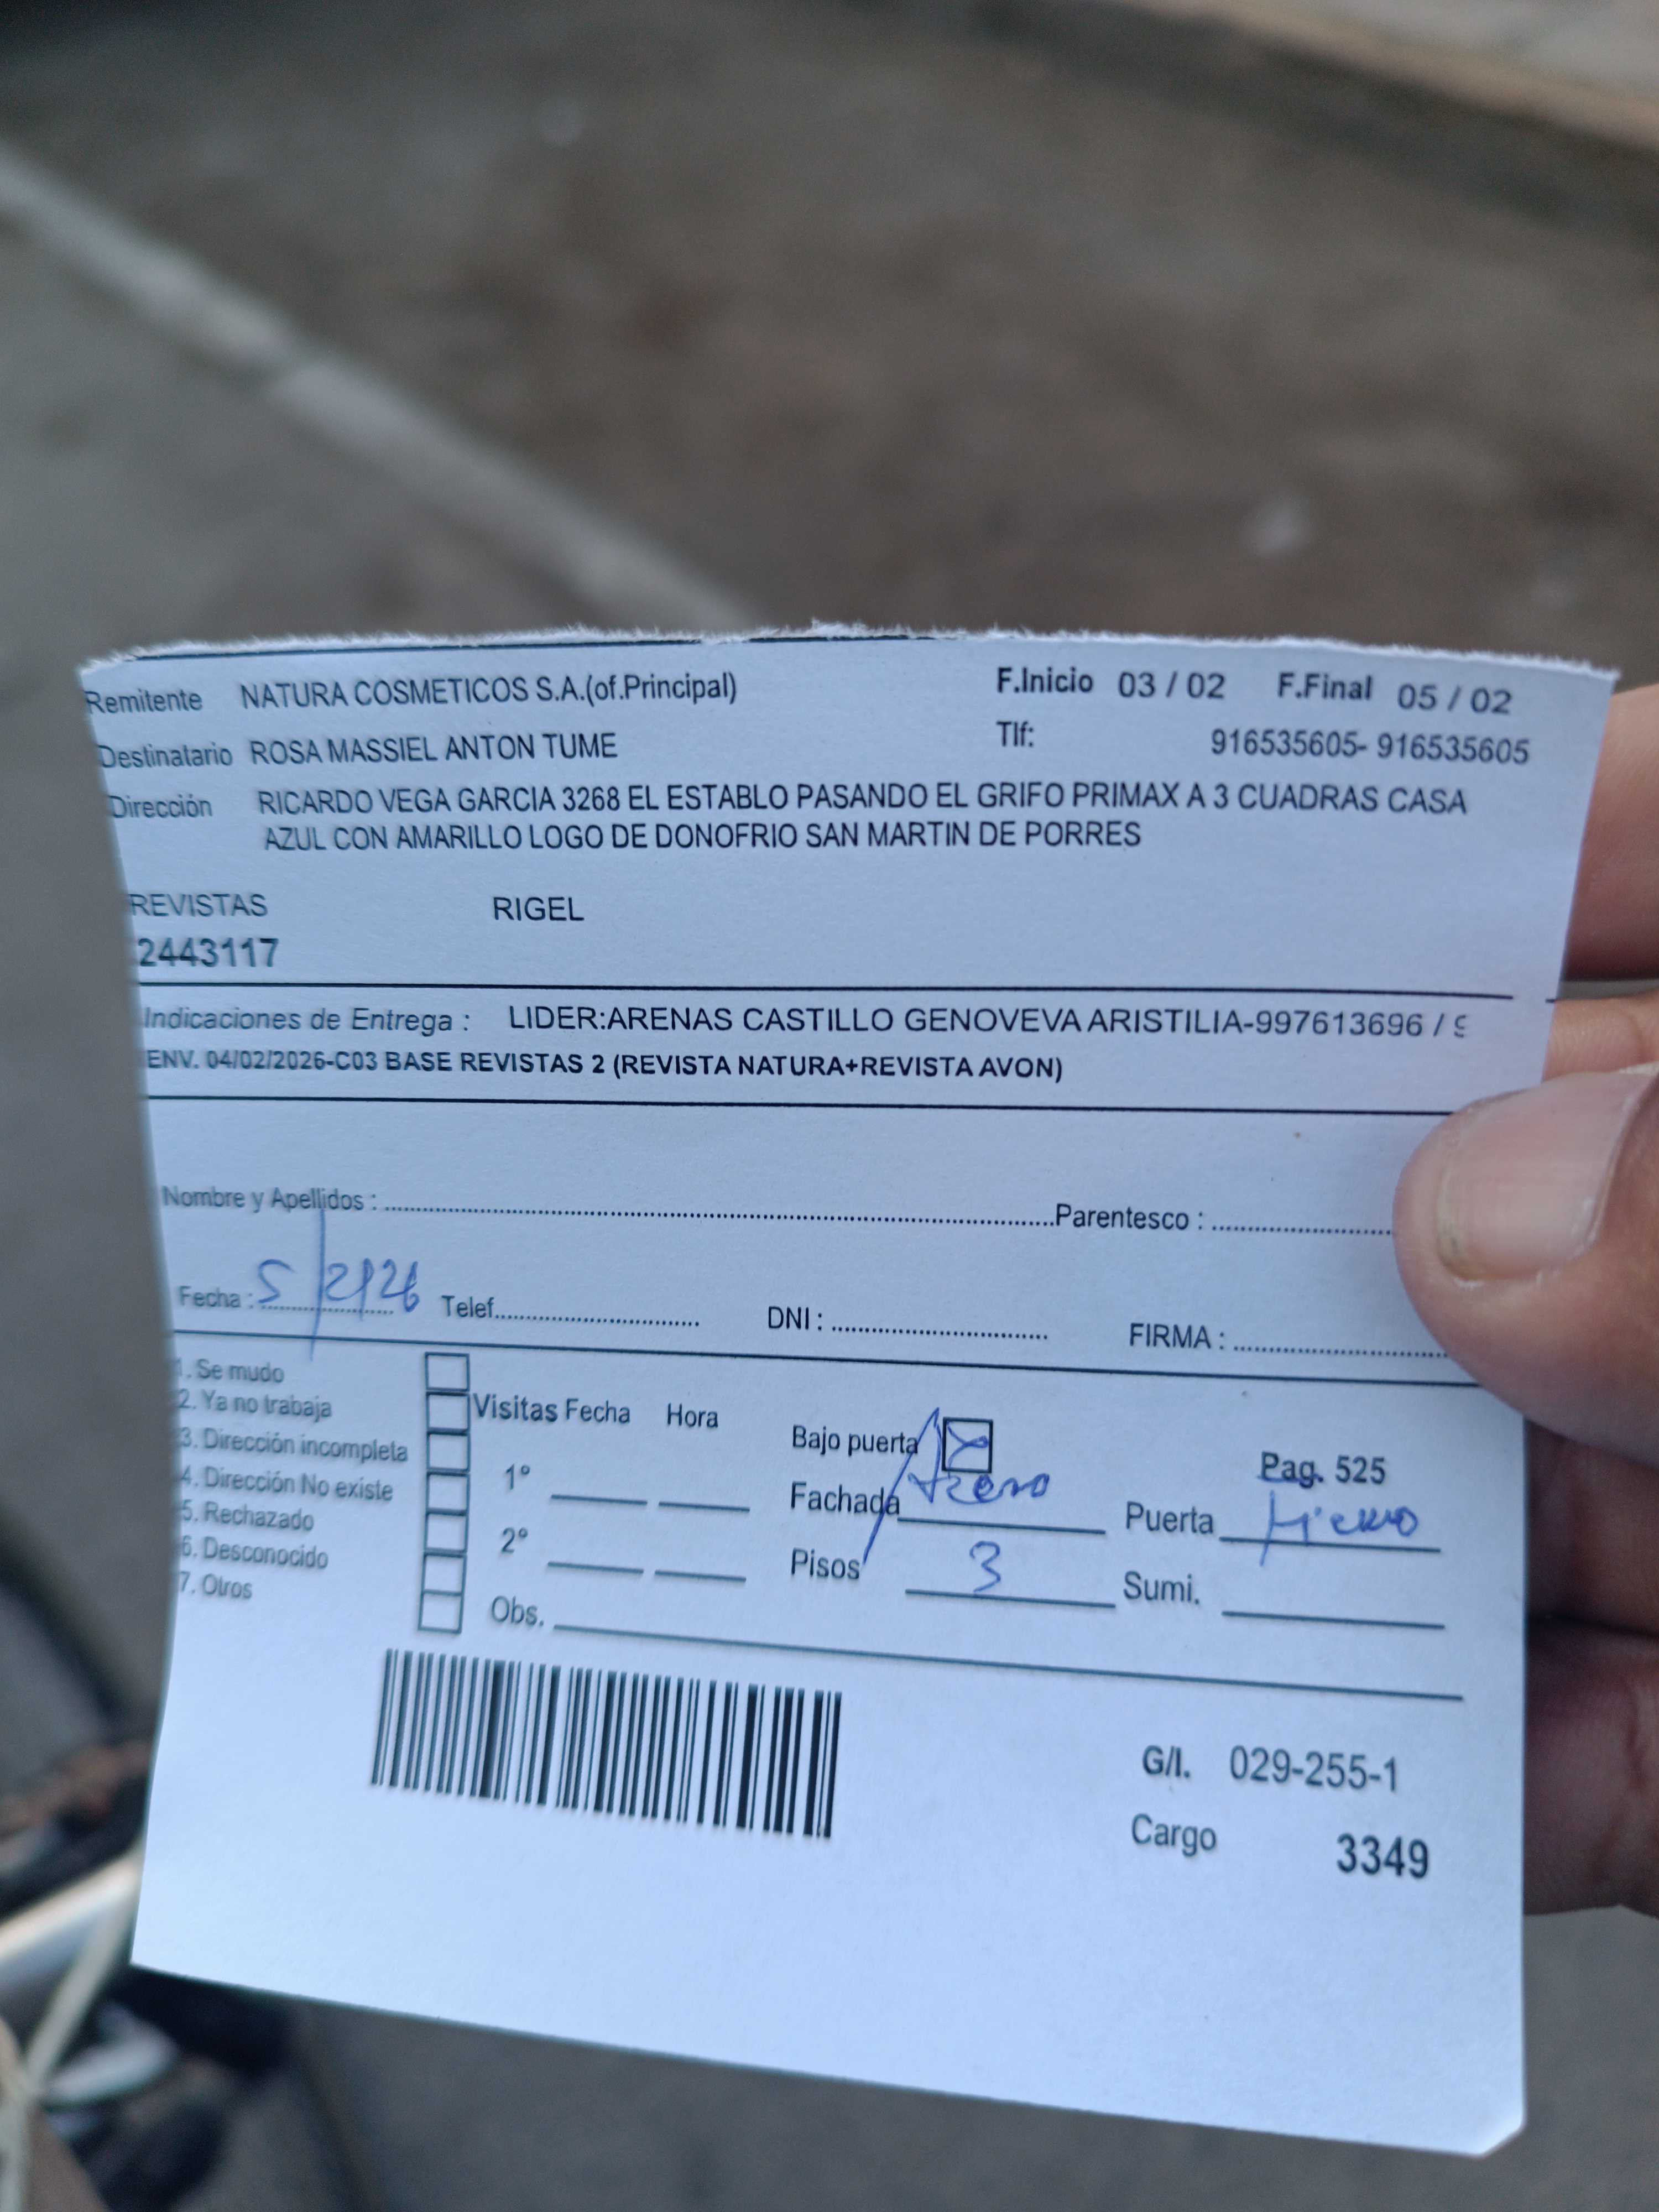 Remitente NATURA COSMETICOS S.A.(of.Principal) F.Inicio 03 / 02 F.Final 05 / 02
Destinatario ROSA MASSIEL ANTON TUME Tlf: 916535605- 916535605
Dirección RICARDO VEGA GARCIA 3268 EL ESTABLO PASANDO EL GRIFO PRIMAX A 3 CUADRAS CASA
AZUL CON AMARILLO LOGO DE DONOFRIO SAN MARTIN DE PORRES
REVISTAS RIGEL
2443117
Indicaciones de Entrega : LIDER:ARENAS CASTILLO GENOVEVA ARISTILIA-997613696 / 9
ENV. 04/02/2026-C03 BASE REVISTAS 2 (REVISTA NATURA+REVISTA AVON)
Nombre y Apellidos : Parentesco :
Fecha : 5/2/26 Telef. DNI : FIRMA :
1. Se mudo
2. Ya no trabaja
3. Dirección incompleta
4. Dirección No existe
5. Rechazado
6. Desconocido
7. Otros
Visitas Fecha Hora
1º
2º
Obs.
Bajo puerta
Pag. 525
Fachada Puerta
Pisos 3 Sumi.
G/I. 029-255-1
Cargo 3349